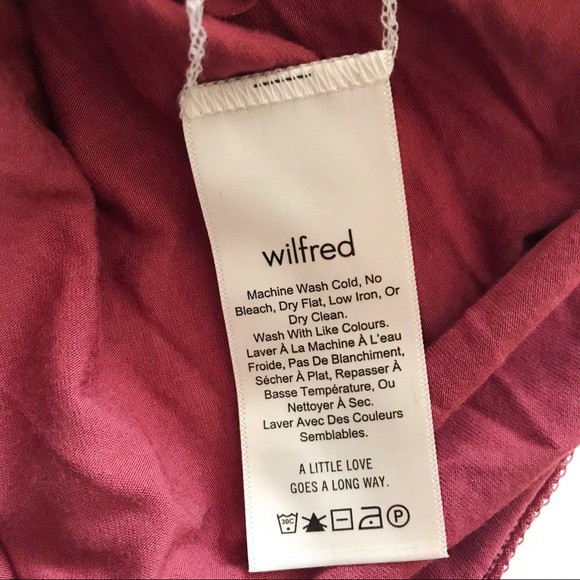 wilfred
Machine Wash Cold, No
Bleach, Dry Flat, Low Iron, Or
Dry Clean.
Wash With Like Colours.
Laver À La Machine À L'eau
Froide, Pas De Blanchiment,
Sécher À Plat, Repasser À
Basse Température, Ou
Nettoyer À Sec.
Laver Avec Des Couleurs
Semblables.
A LITTLE LOVE
GOES A LONG WAY.
30C P